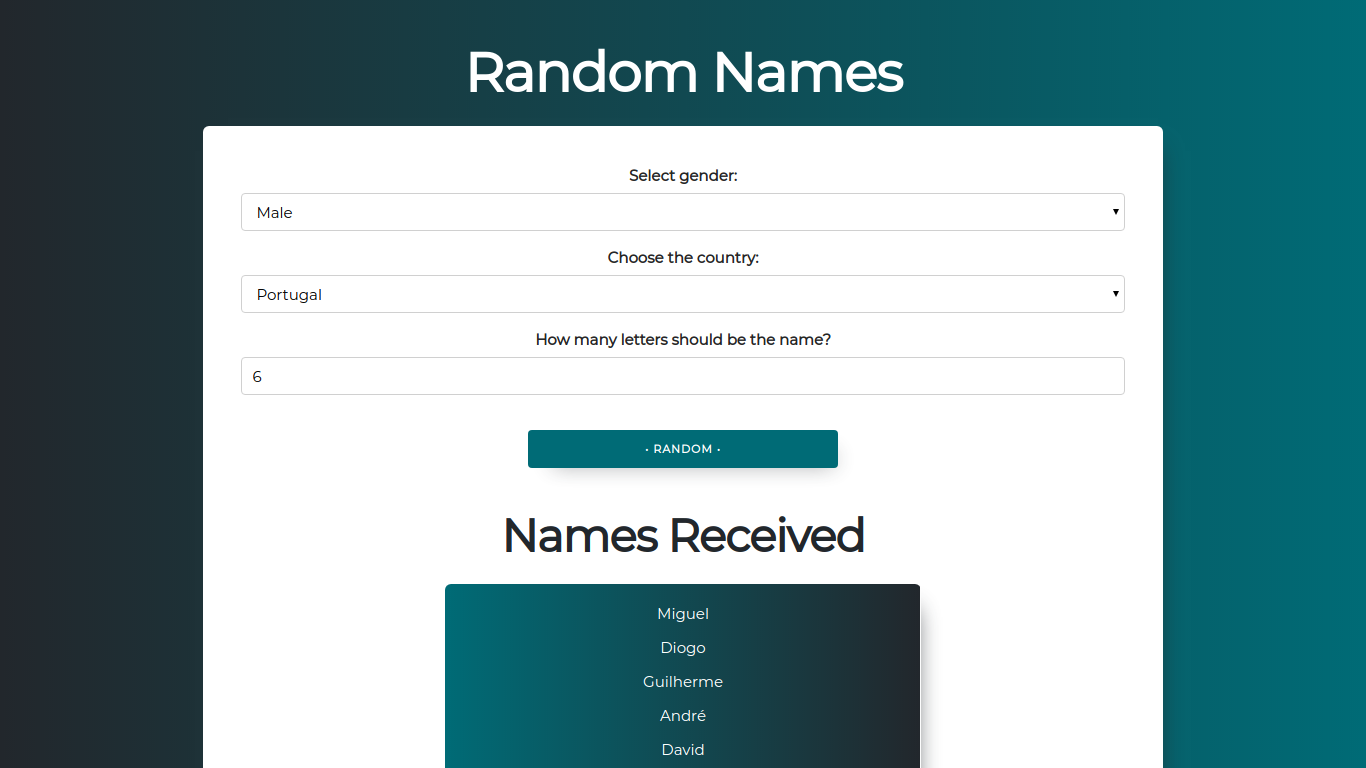 Random Names
Select gender:
Male
Choose the country:
Portugal
How many letters should be the name?
6
• RANDOM •
Names Received
Miguel
Diogo
Guilherme
André
David